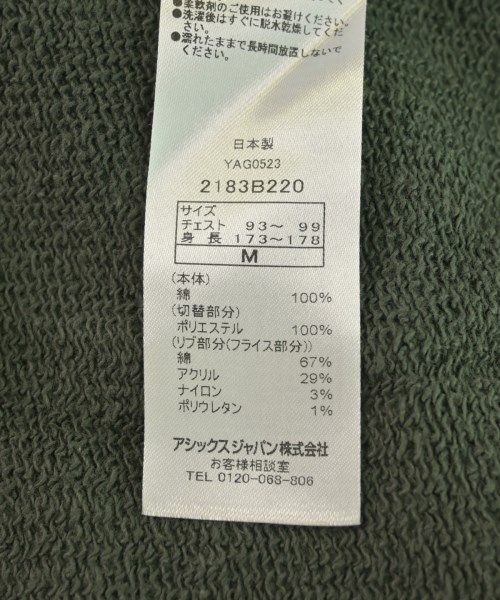 ●柔軟剤のご使用はお避けください。
●洗濯後はすぐに脱水乾燥してください。
●濡れたままで長時間放置しないでください。
日本製
YAG0523
2183B220
サイズ
チェスト 93～ 99
身 長 173～178
M
(本体)
綿 100%
(切替部分)
ポリエステル 100%
(リブ部分(フライス部分))
綿 67%
アクリル 29%
ナイロン 3%
ポリウレタン 1%
アシックスジャパン株式会社
お客様相談室
TEL 0120-068-806